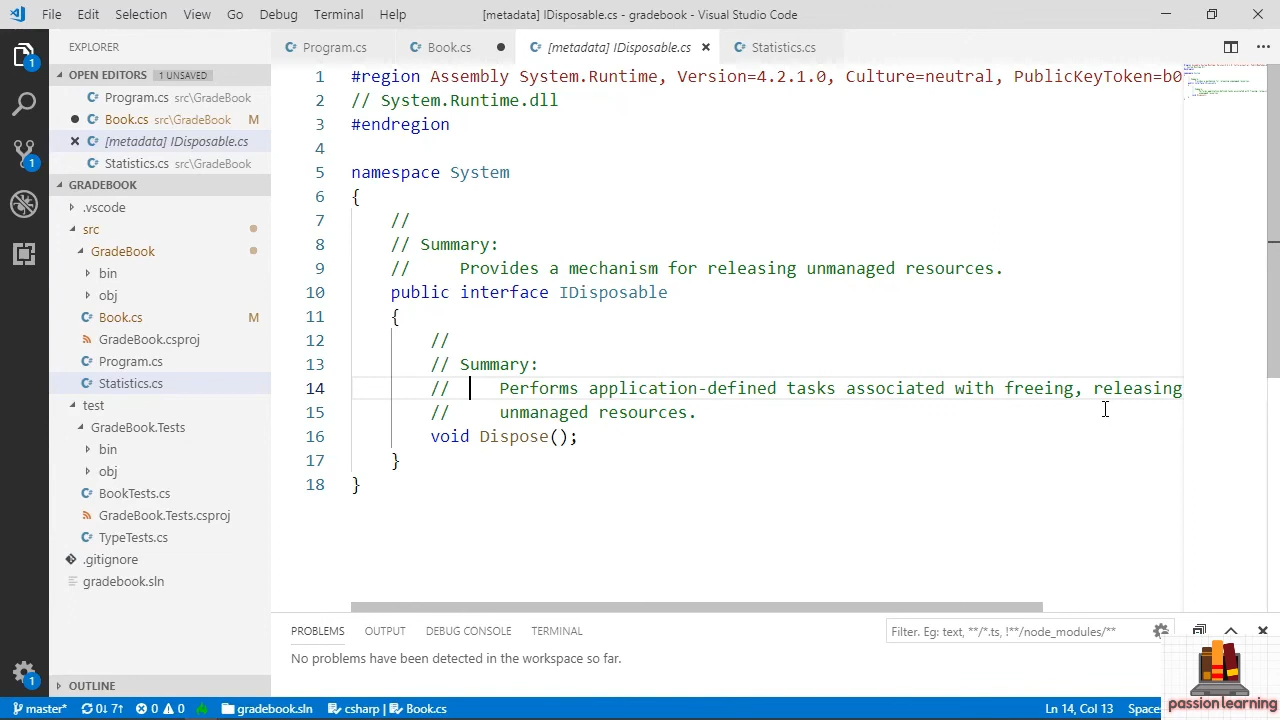 File Edit Selection View Go Debug Terminal Help [metadata] IDisposable.cs - gradebook - Visual Studio Code
EXPLORER
OPEN EDITORS 1 UNSAVED
Program.cs src\GradeBook
Book.cs src\GradeBook M
[metadata] IDisposable.cs
Statistics.cs src\GradeBook
GRADEBOOK
.vscode
src
GradeBook
bin
obj
Book.cs M
GradeBook.csproj
Program.cs
Statistics.cs
test
GradeBook.Tests
bin
obj
BookTests.cs
GradeBook.Tests.csproj
TypeTests.cs
.gitignore
gradebook.sln
OUTLINE
1
1
1
Program.cs Book.cs [metadata] IDisposable.cs Statistics.cs
1 #region Assembly System.Runtime, Version=4.2.1.0, Culture=neutral, PublicKeyToken=b0
2 // System.Runtime.dll
3 #endregion
4
5 namespace System
6 {
7 //
8 // Summary:
9 // Provides a mechanism for releasing unmanaged resources.
10 public interface IDisposable
11 {
12 //
13 // Summary:
14 // Performs application-defined tasks associated with freeing, releasing
15 // unmanaged resources.
16 void Dispose();
17 }
18 }
PROBLEMS OUTPUT DEBUG CONSOLE TERMINAL Filter. Eg: text, **/*.ts, !**/node_modules/**
No problems have been detected in the workspace so far.
passion learning
master* 0↓ 7↑ 0 0 gradebook.sln csharp | Book.cs Ln 14, Col 13